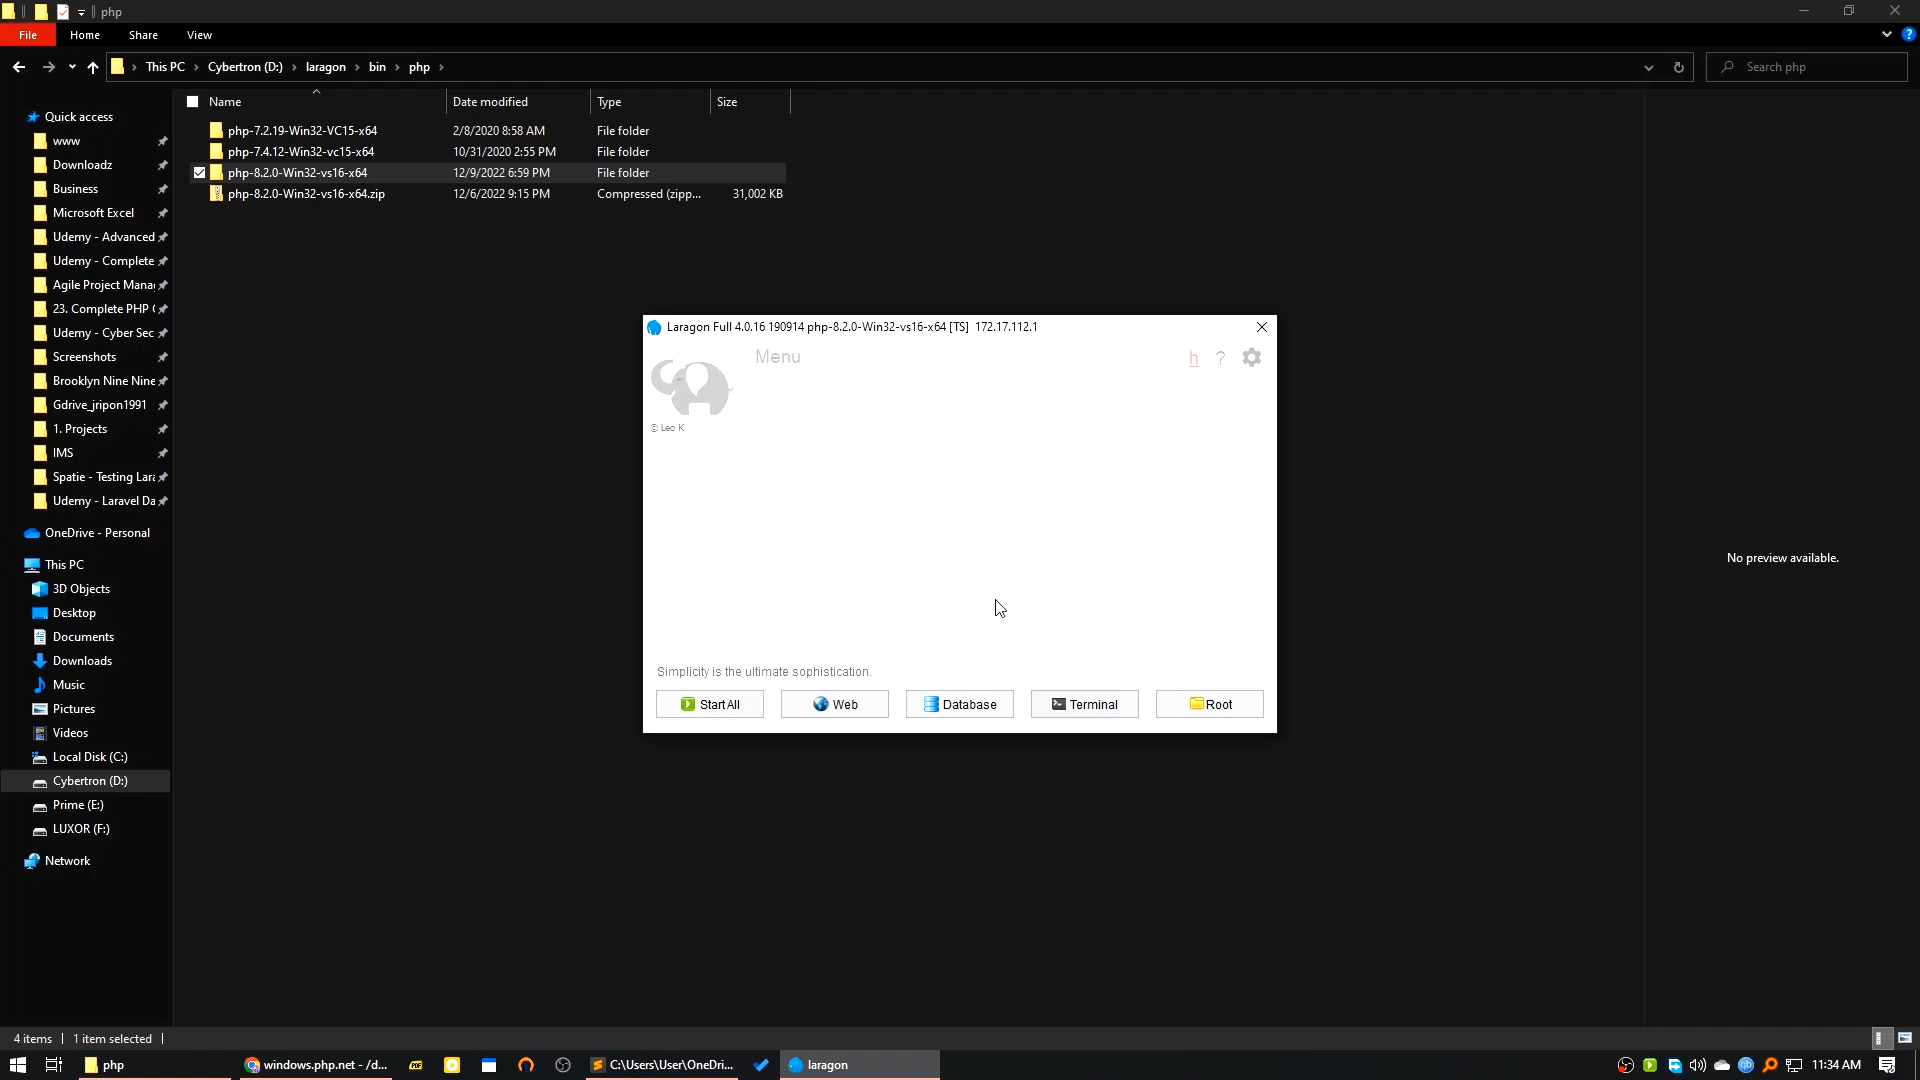 php
File Home Share View
This PC Cybertron (D:) laragon bin php
Search php
Name Date modified Type Size
php-7.2.19-Win32-VC15-x64 2/8/2020 8:58 AM File folder
php-7.4.12-Win32-vc15-x64 10/31/2020 2:55 PM File folder
php-8.2.0-Win32-vs16-x64 12/9/2022 6:59 PM File folder
php-8.2.0-Win32-vs16-x64.zip 12/6/2022 9:15 PM Compressed (zipp... 31,002 KB
Quick access
www
Downloadz
Business
Microsoft Excel
Udemy - Advanced
Udemy - Complete
Agile Project Mana
23. Complete PHP
Udemy - Cyber Sec
Screenshots
Brooklyn Nine Nine
Gdrive_jripon1991
1. Projects
IMS
Spatie - Testing Lara
Udemy - Laravel Da
OneDrive - Personal
This PC
3D Objects
Desktop
Documents
Downloads
Music
Pictures
Videos
Local Disk (C:)
Cybertron (D:)
Prime (E:)
LUXOR (F:)
Network
Laragon Full 4.0.16 190914 php-8.2.0-Win32-vs16-x64 [TS] 172.17.112.1
Menu
h ?
© Leo K
Simplicity is the ultimate sophistication.
Start All Web Database Terminal Root
No preview available.
4 items 1 item selected
php windows.php.net - /d... C:\Users\User\OneDri... laragon 11:34 AM